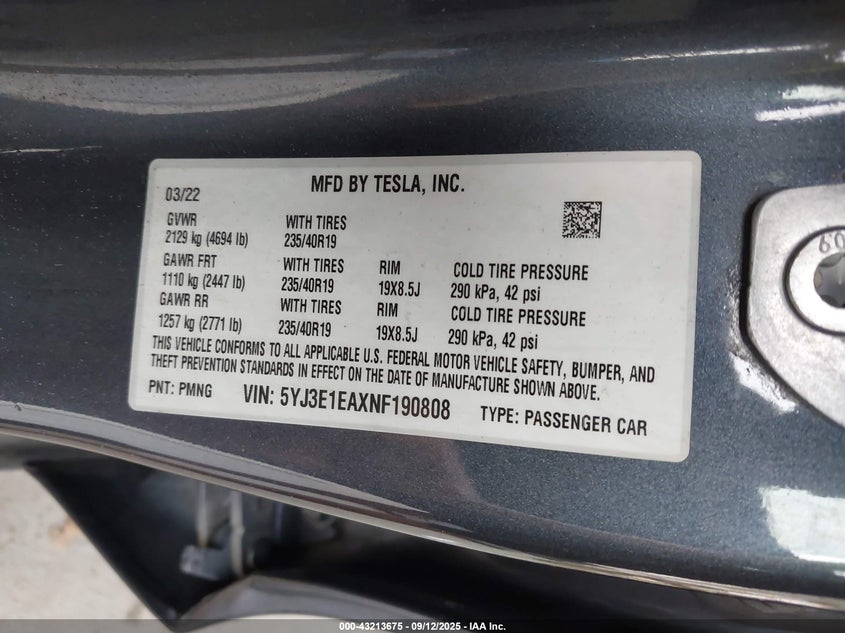 MFD BY TESLA, INC.
03/22
GVWR WITH TIRES
2129 kg (4694 lb) 235/40R19
GAWR FRT WITH TIRES RIM COLD TIRE PRESSURE
1110 kg (2447 lb) 235/40R19 19X8.5J 290 kPa, 42 psi
GAWR RR WITH TIRES RIM COLD TIRE PRESSURE
1257 kg (2771 lb) 235/40R19 19X8.5J 290 kPa, 42 psi
THIS VEHICLE CONFORMS TO ALL APPLICABLE U.S. FEDERAL MOTOR VEHICLE SAFETY, BUMPER, AND
THEFT PREVENTION STANDARDS IN EFFECT ON THE DATE OF MANUFACTURE SHOWN ABOVE.
PNT: PMNG VIN: 5YJ3E1EAXNF190808 TYPE: PASSENGER CAR
000-43213675 - 09/12/2025 - IAA Inc.